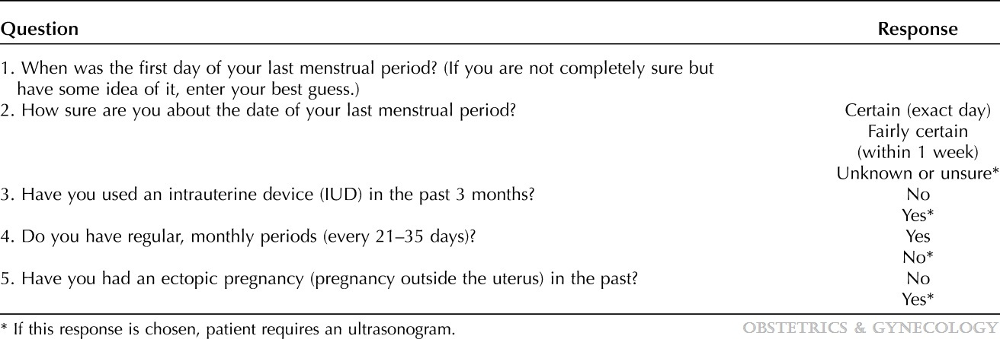 Question Response
1. When was the first day of your last menstrual period? (If you are not completely sure but
have some idea of it, enter your best guess.)
2. How sure are you about the date of your last menstrual period? Certain (exact day)
Fairly certain
(within 1 week)
Unknown or unsure*
3. Have you used an intrauterine device (IUD) in the past 3 months? No
Yes*
4. Do you have regular, monthly periods (every 21–35 days)? Yes
No*
5. Have you had an ectopic pregnancy (pregnancy outside the uterus) in the past? No
Yes*
* If this response is chosen, patient requires an ultrasonogram. OBSTETRICS & GYNECOLOGY